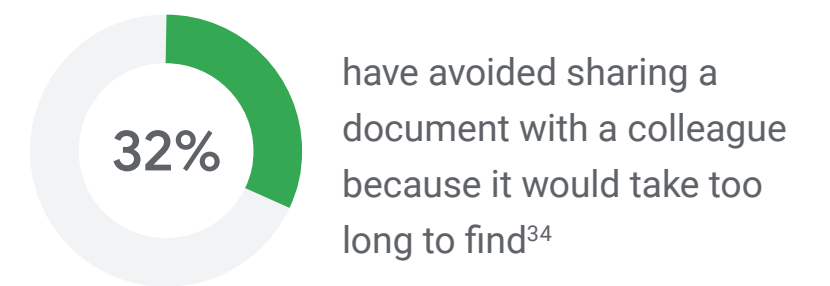 32%
have avoided sharing a
document with a colleague
because it would take too
long to find³⁴